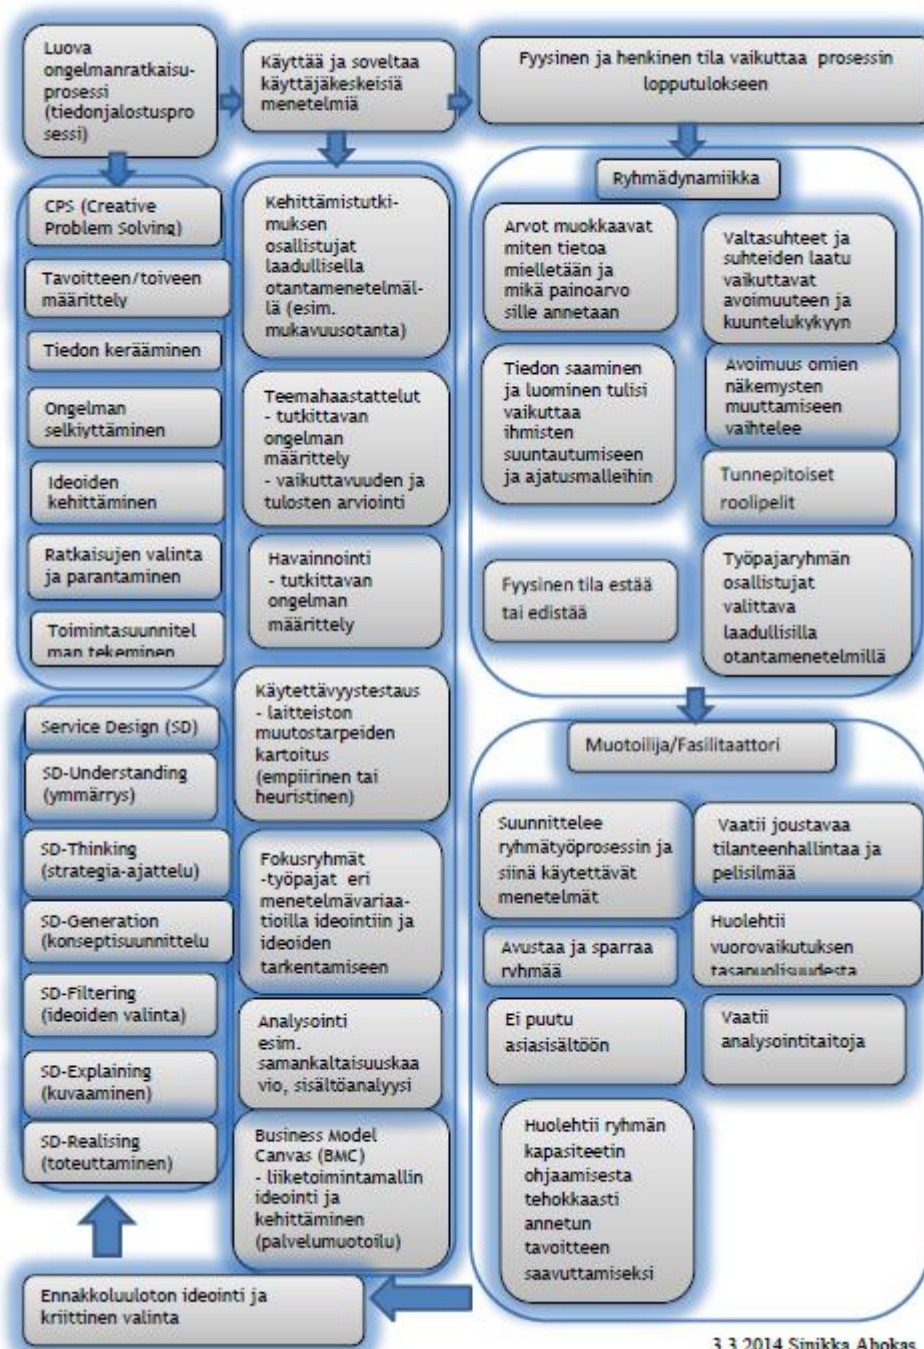 Luova
ongelmanratkaisu-
prosessi
(tiedonjalostuspro
sessi)
Käyttää ja soveltaa
käyttäjäkeskeisiä
menetelmiä
Fyysinen ja henkinen tila vaikuttaa prosessin
lopputulokseen
CPS (Creative
Problem Solving)
Tavoitteen/toiveen
määrittely
Tiedon kerääminen
Ongelman
selkiyttäminen
Ideoiden
kehittäminen
Ratkaisujen valinta
ja parantaminen
Toimintasuunnitel
man tekeminen
Service Design (SD)
SD-Understanding
(ymmärrys)
SD-Thinking
(strategia-ajattelu)
SD-Generation
(konseptisuunnittelu
SD-Filtering
(ideoiden valinta)
SD-Explaining
(kuvaaminen)
SD-Realising
(toteuttaminen)
Kehittämistutki-
muksen
osallistujat
laadullisella
otantamenetelmäl-
lä (esim.
mukavuusotanta)
Teemahaastattelut
- tutkittavan
ongelman
määrittely
- vaikuttavuuden ja
tulosten arviointi
Havainnointi
- tutkittavan
ongelman
määrittely
Käytettävyystestaus
- laitteiston
muutostarpeiden
kartoitus
(empiirinen tai
heuristinen)
Fokusryhmät
-työpajat eri
menetelmävariaa-
tioilla ideointiin ja
ideoiden
tarkentamiseen
Analysointi
esim.
samankaltaisuuskaa
vio, sisältöanalyysi
Business Model
Canvas (BMC)
- liiketoimintamallin
ideointi ja
kehittäminen
(palvelumuotoilu)
Ryhmädynamiikka
Arvot muokkaavat
miten tietoa
mielletään ja
mikä painoarvo
sille annetaan
Valtasuhteet ja
suhteiden laatu
vaikuttavat
avoimuuteen ja
kuuntelukykyyn
Tiedon saaminen
ja luominen tulisi
vaikuttaa
ihmisten
suuntautumiseen
ja ajatusmalleihin
Avoimuus omien
näkemysten
muuttamiseen
vaihtelee
Tunnepitoiset
roolipelit
Fyysinen tila estää
tai edistää
Työpajaryhmän
osallistujat
valittava
laadullisilla
otantamenetelmillä
Muotoilija/Fasilitaattori
Suunnittelee
ryhmätyöprosessin ja
siinä käytettävät
menetelmät
Vaatii joustavaa
tilanteenhallintaa ja
pelisilmää
Avustaa ja sparraa
ryhmää
Huolehtii
vuorovaikutuksen
tasapuolisuudesta
Ei puutu
asiasisältöön
Vaatii
analysointitaitoja
Huolehtii ryhmän
kapasiteetin
ohjaamisesta
tehokkaasti
annetun
tavoitteen
saavuttamiseksi
Ennakkoluuloton ideointi ja
kriittinen valinta
3.3.2014 Sinikka Ahokas